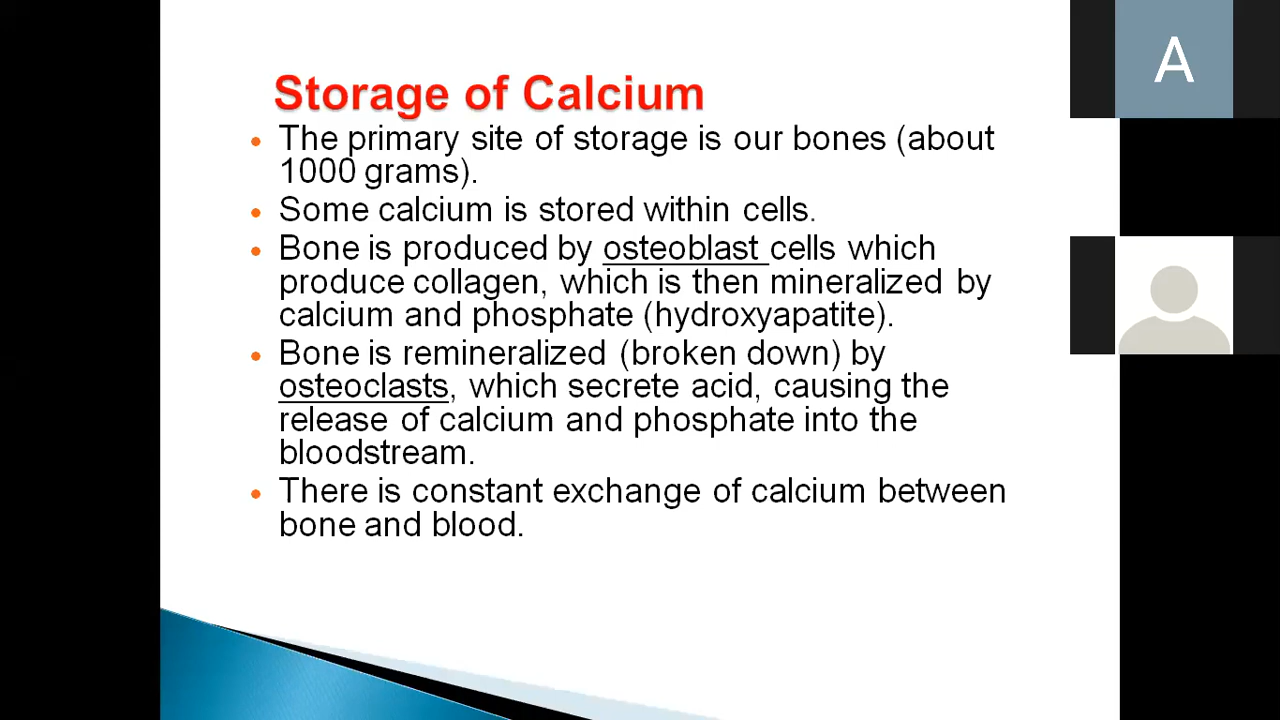 Storage of Calcium
• The primary site of storage is our bones (about
1000 grams).
• Some calcium is stored within cells.
• Bone is produced by osteoblast cells which
produce collagen, which is then mineralized by
calcium and phosphate (hydroxyapatite).
• Bone is remineralized (broken down) by
osteoclasts, which secrete acid, causing the
release of calcium and phosphate into the
bloodstream.
• There is constant exchange of calcium between
bone and blood.
A